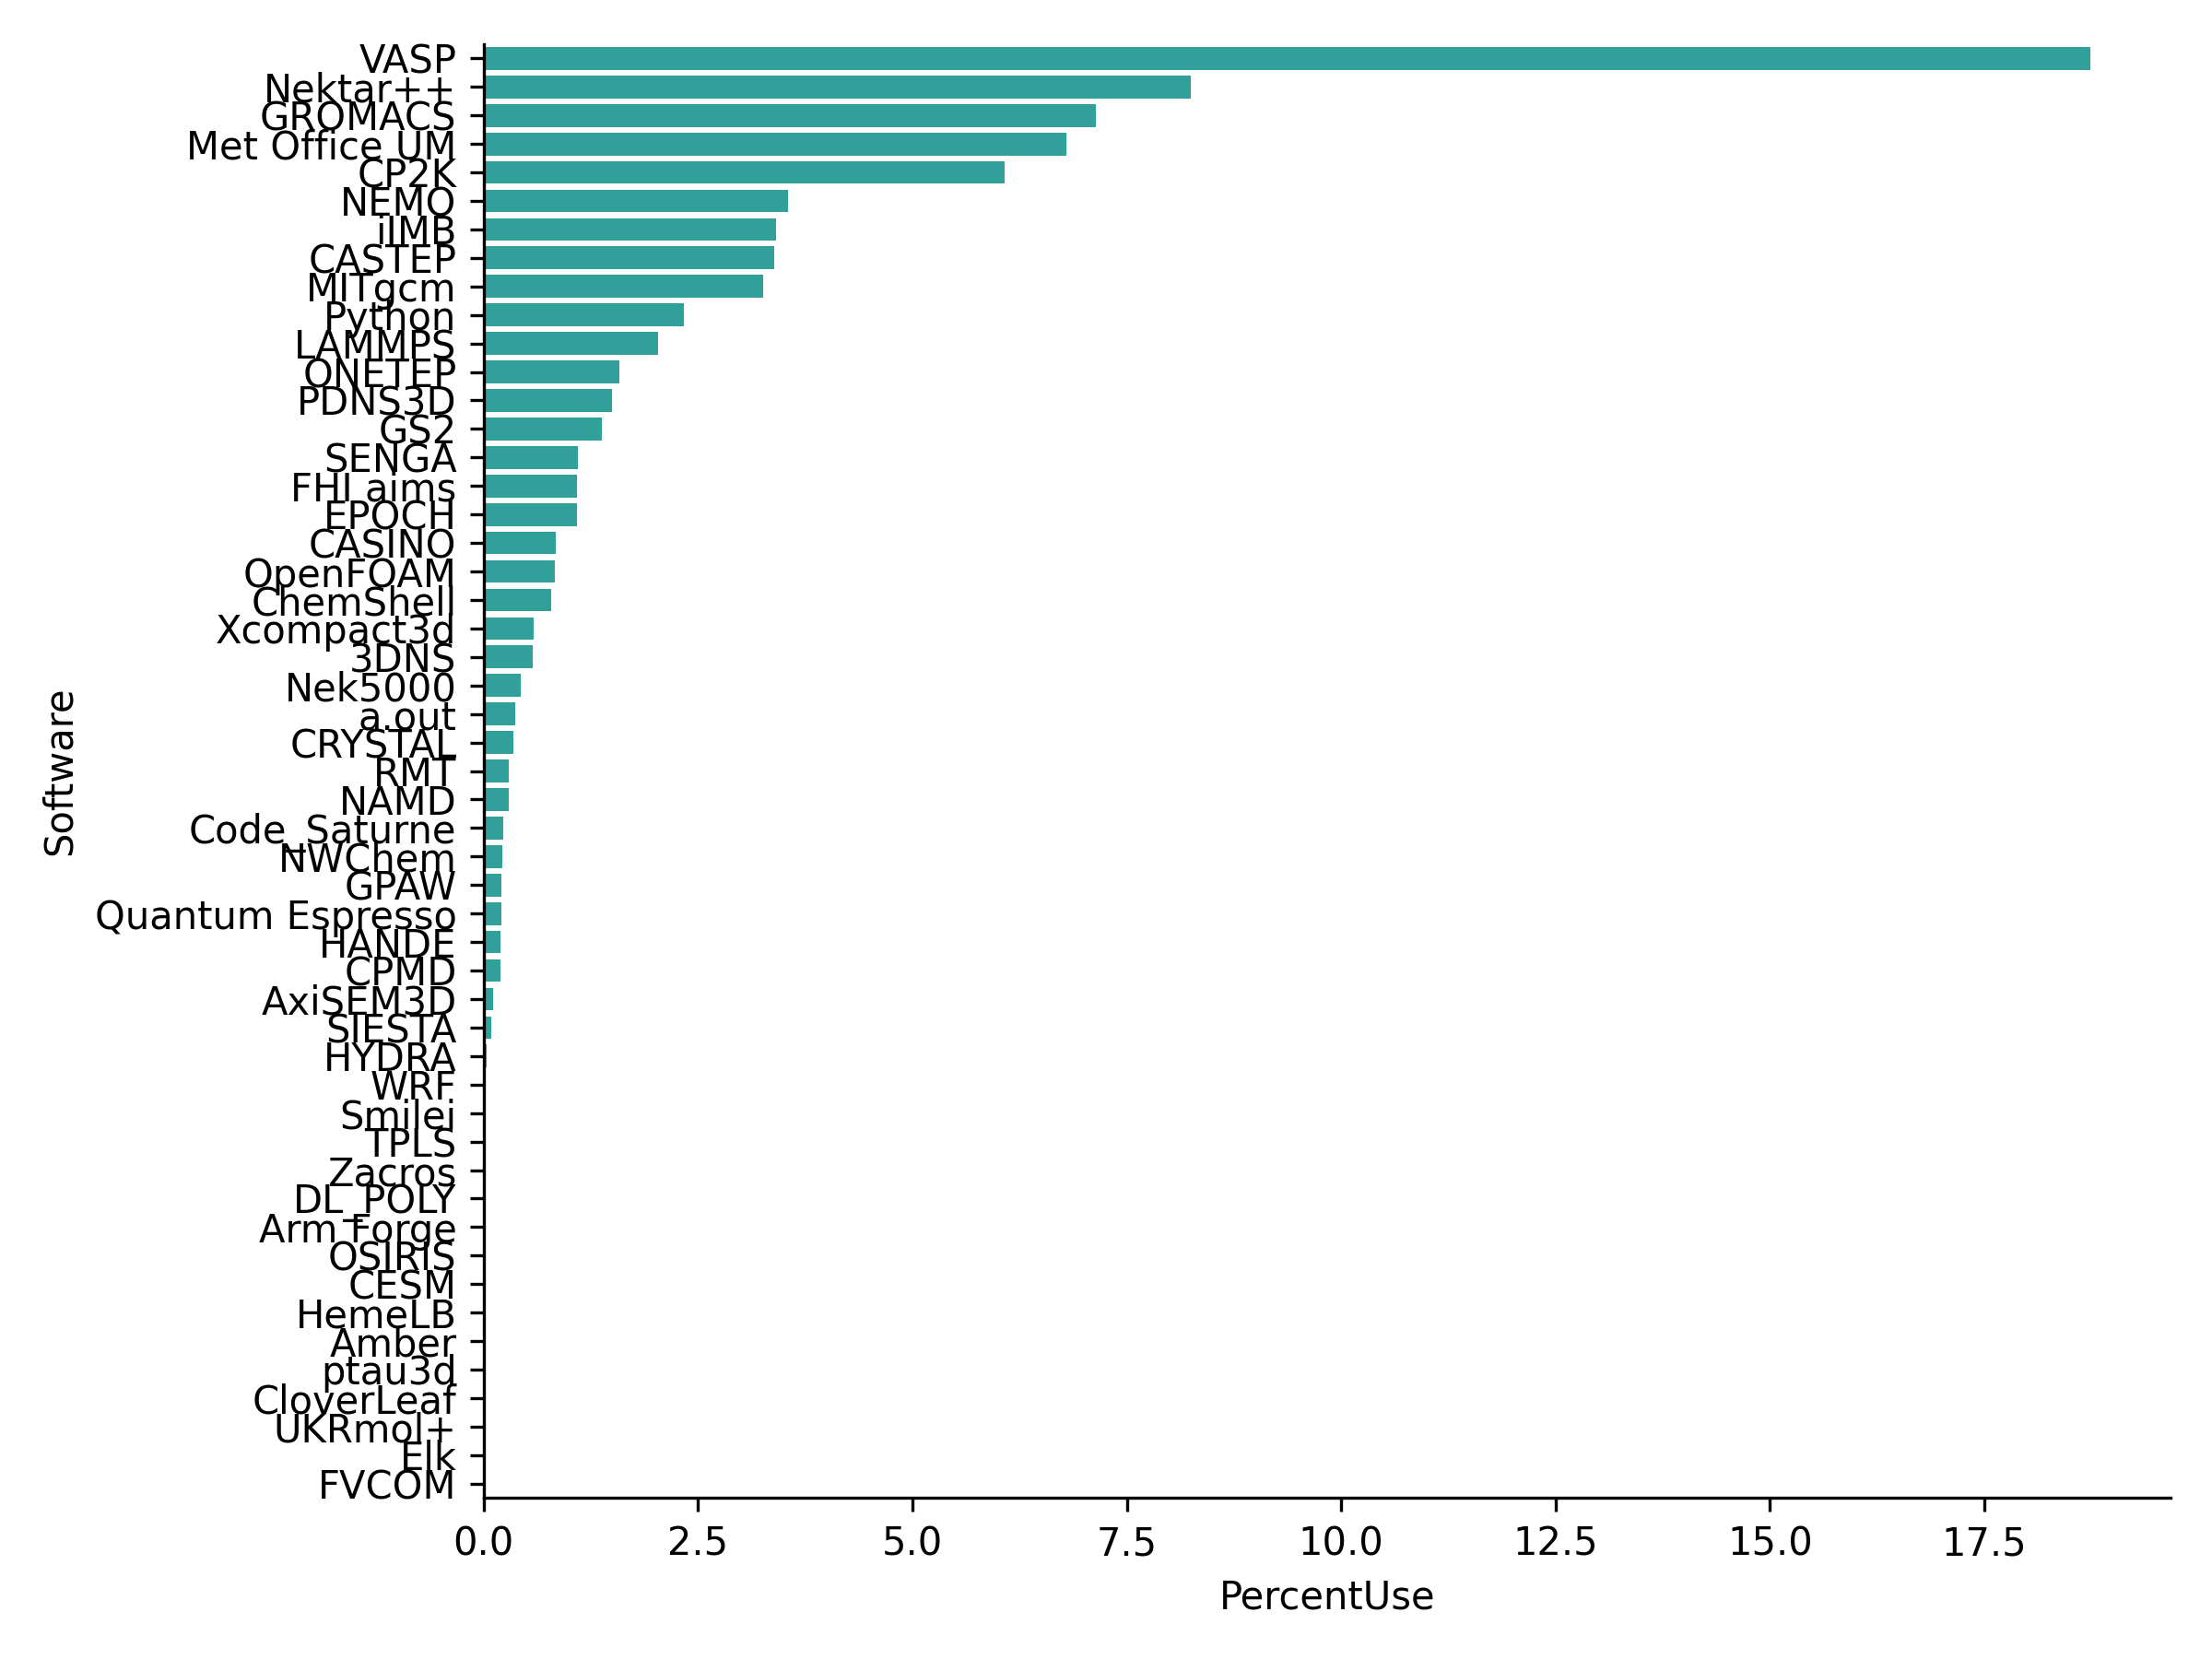 VASP
Nektar++
GROMACS
Met Office UM
CP2K
NEMO
iIMB
CASTEP
MITgcm
Python
LAMMPS
ONETEP
PDNS3D
GS2
SENGA
FHI aims
EPOCH
CASINO
OpenFOAM
ChemShell
Xcompact3d
3DNS
Nek5000
a.out
CRYSTAL
RMT
NAMD
Code_Saturne
NWChem
GPAW
Quantum Espresso
HANDE
CPMD
AxiSEM3D
SIESTA
HYDRA
WRF
Smilei
TPLS
Zacros
DL_POLY
Arm Forge
OSIRIS
CESM
HemeLB
Amber
ptau3d
CloverLeaf
UKRmol+
Elk
FVCOM
Software
0.0 2.5 5.0 7.5 10.0 12.5 15.0 17.5
PercentUse